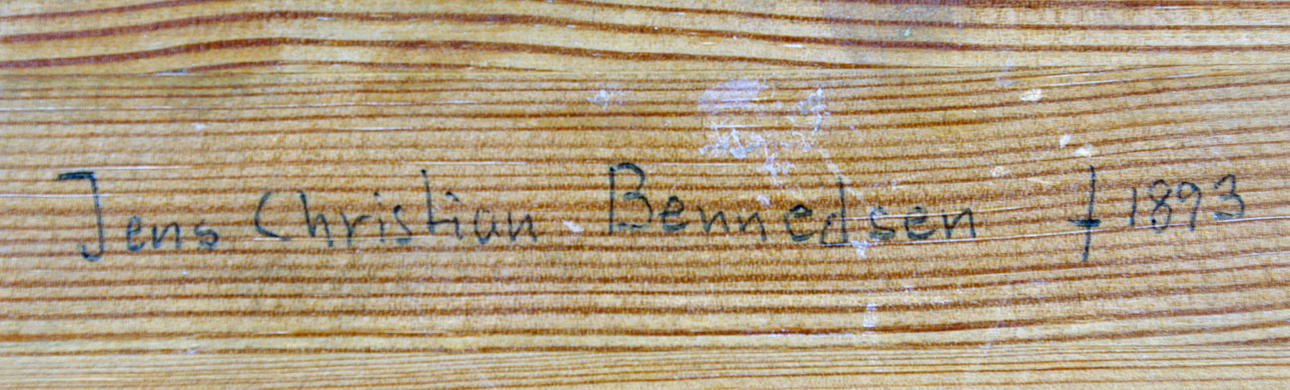 Jens Christian Bennedsen † 1893